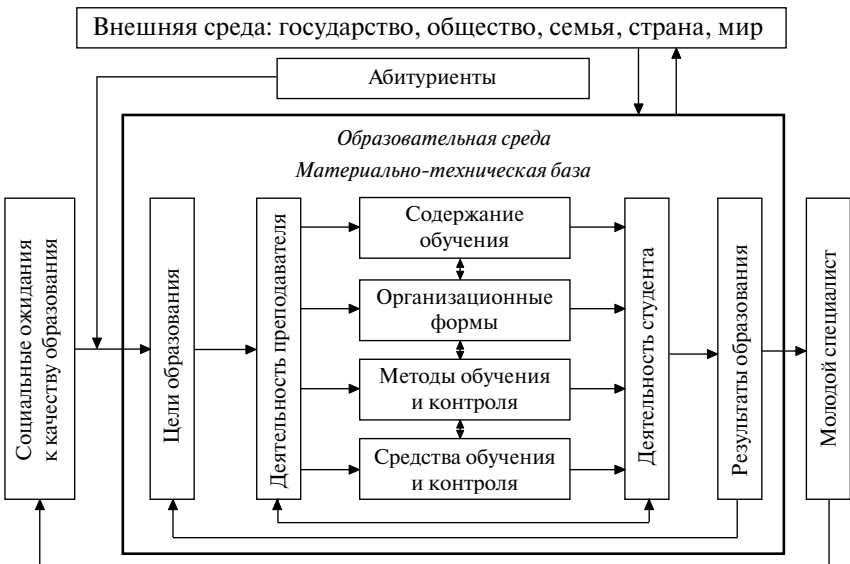 Внешняя среда: государство, общество, семья, страна, мир
Абитуриенты
Образовательная среда
Материально-техническая база
Социальные ожидания
к качеству образования
Цели образования
Деятельность преподавателя
Содержание
обучения
Организационные
формы
Методы обучения
и контроля
Средства обучения
и контроля
Деятельность студента
Результаты образования
Молодой специалист